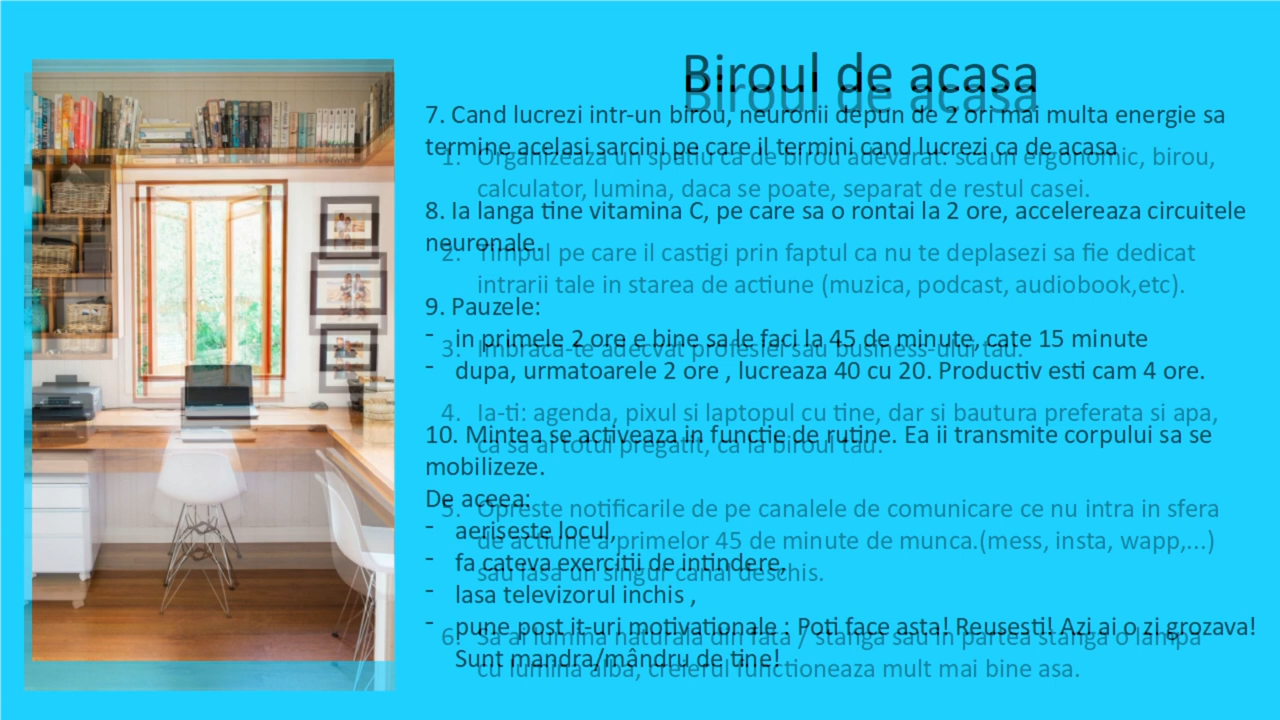 Biroul de acasa
Biroul de acasa
7. Cand lucrezi intr-un birou, neuronii depun de 2 ori mai multa energie sa
termine acelasi sarcini pe care il termini cand lucrezi ca de acasa
8. Ia langa tine vitamina C, pe care sa o rontai la 2 ore, accelereaza circuitele
neuronale.
9. Pauzele:
- in primele 2 ore e bine sa le faci la 45 de minute, cate 15 minute
- dupa, urmatoarele 2 ore , lucreaza 40 cu 20. Productiv esti cam 4 ore.
10. Mintea se activeaza in functie de rutine. Ea ii transmite corpului sa se
mobilizeze.
De aceea:
- aeriseste locul,
- fa cateva exercitii de intindere,
- lasa televizorul inchis ,
- pune post it-uri motivationale : Poti face asta! Reusesti! Azi ai o zi grozava!
Sunt mandra/mândru de tine!
1. Organizeaza un spatiu ca de birou adevarat: scaun ergonomic, birou,
calculator, lumina, daca se poate, separat de restul casei.
2. Timpul pe care il castigi prin faptul ca nu te deplasezi sa fie dedicat
intrarii tale in starea de actiune (muzica, podcast, audiobook,etc).
3. Imbraca-te adecvat profesiei sau business-ului tau.
4. Ia-ti: agenda, pixul si laptopul cu tine, dar si bautura preferata si apa,
ca sa ai totul pregatit, ca la biroul tau.
5. Opreste notificarile de pe canalele de comunicare ce nu intra in sfera
de actiune a primelor 45 de minute de munca.(mess, insta, wapp,...)
sau lasa un singur canal deschis.
6. Sa ai lumina naturala din fata / stanga sau in partea stanga o lampa
cu lumina alba, creierul functioneaza mult mai bine asa.